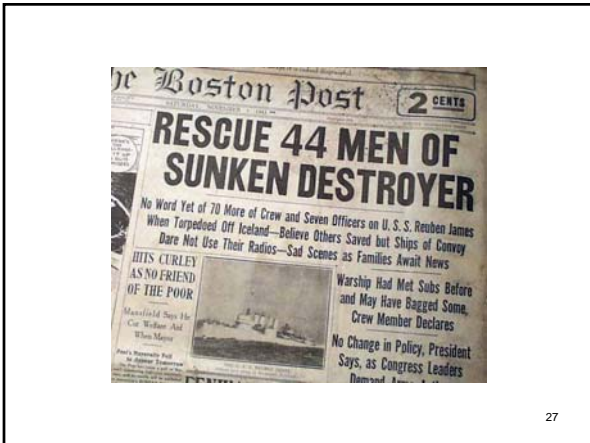 The Boston Post
2 CENTS
SATURDAY, NOVEMBER 1, 1941
RESCUE 44 MEN OF
SUNKEN DESTROYER
No Word Yet of 70 More of Crew and Seven Officers on U. S. S. Reuben James
When Torpedoed Off Iceland—Believe Others Saved but Ships of Convoy
Dare Not Use Their Radios—Sad Scenes as Families Await News
HITS CURLEY
AS NO FRIEND
OF THE POOR
Mansfield Says He
Cut Welfare Aid
When Mayor
Warship Had Met Subs Before
and May Have Bagged Some,
Crew Member Declares
No Change in Policy, President
Says, as Congress Leaders
27